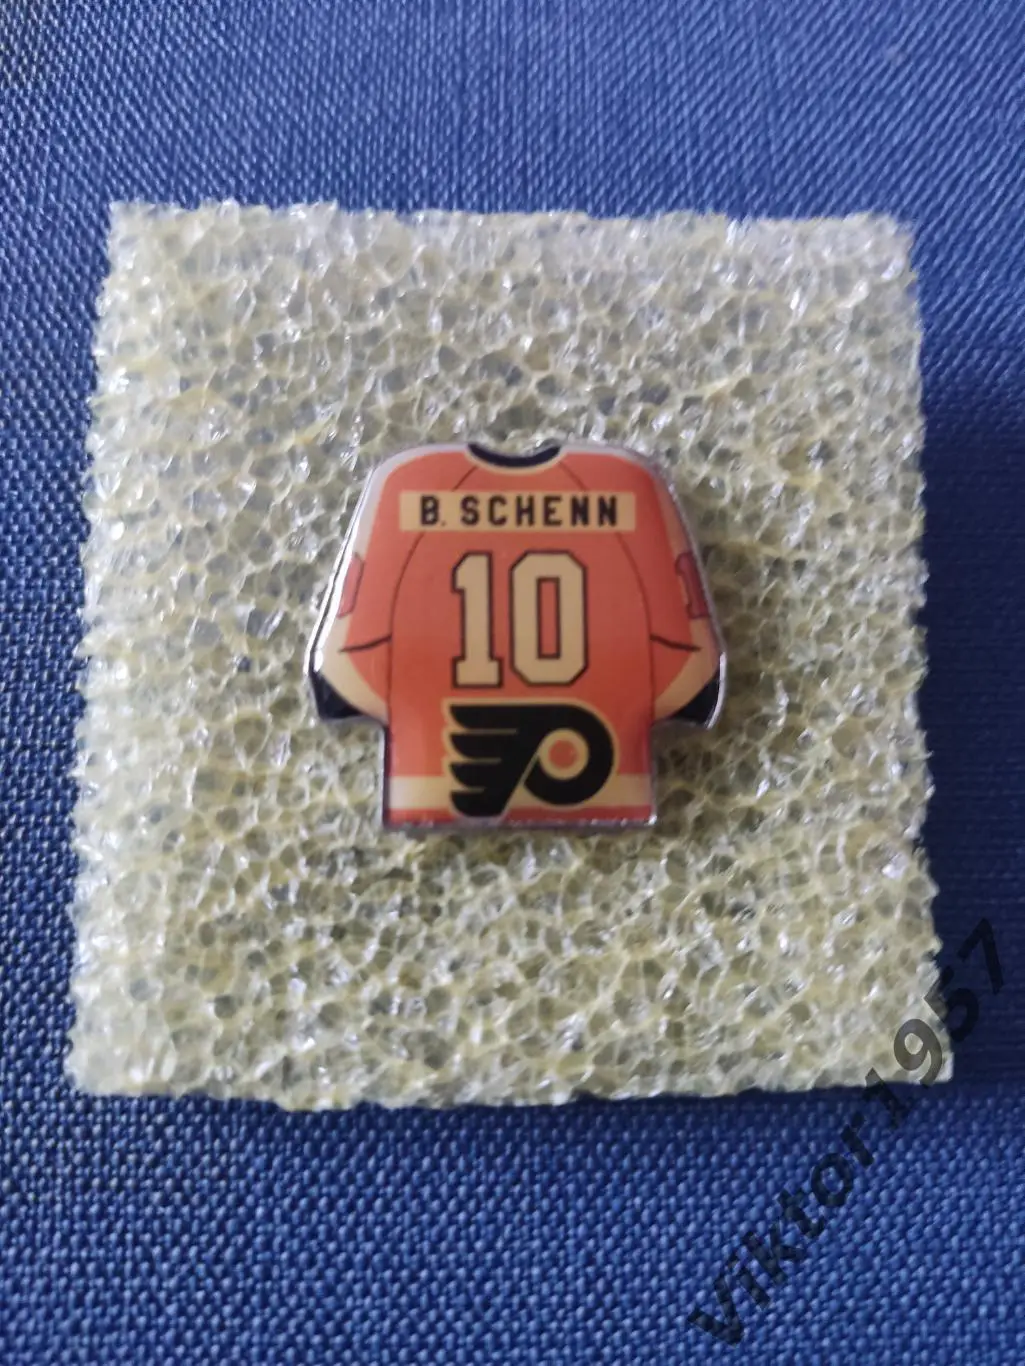 B. SCHENN
10
Viktor1957